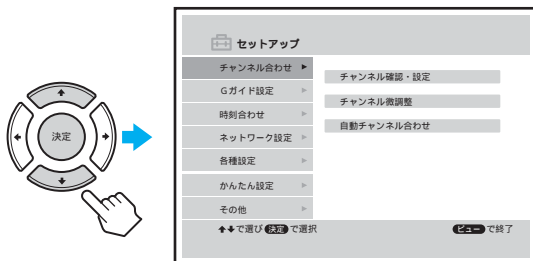 セットアップ
チャンネル合わせ
Gガイド設定
時刻合わせ
ネットワーク設定
各種設定
かんたん設定
その他
チャンネル確認・設定
チャンネル微調整
自動チャンネル合わせ
決定
で選び 決定 で選択
ビュー で終了